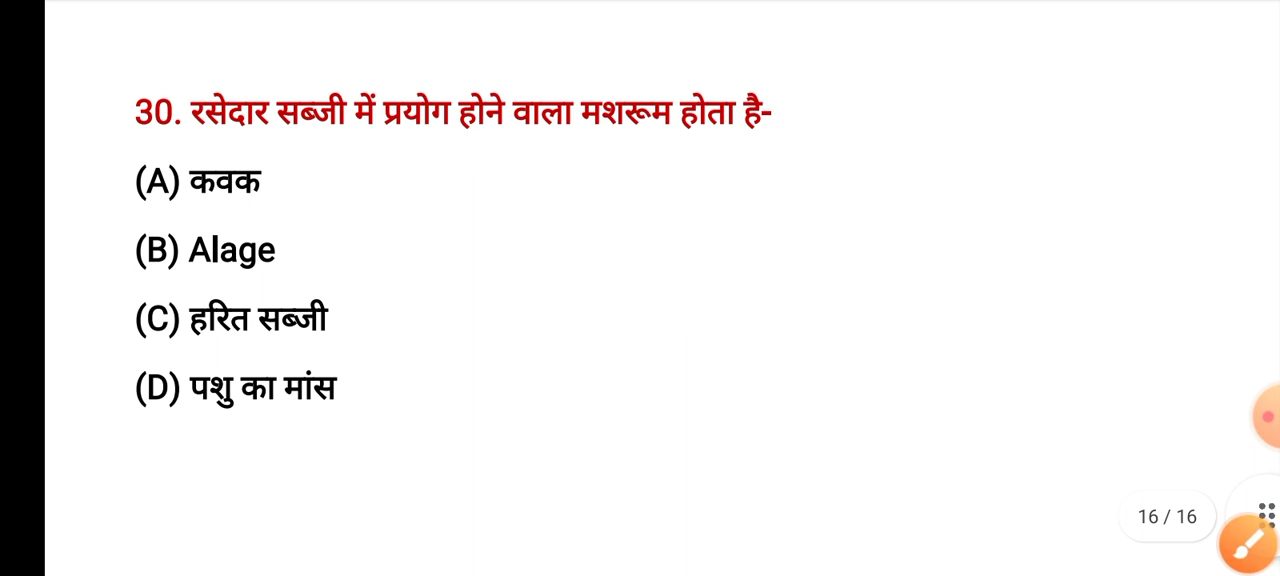 30. रसेदार सब्जी में प्रयोग होने वाला मशरूम होता है-
(A) कवक
(B) Alage
(C) हरित सब्जी
(D) पशु का मांस
16 / 16